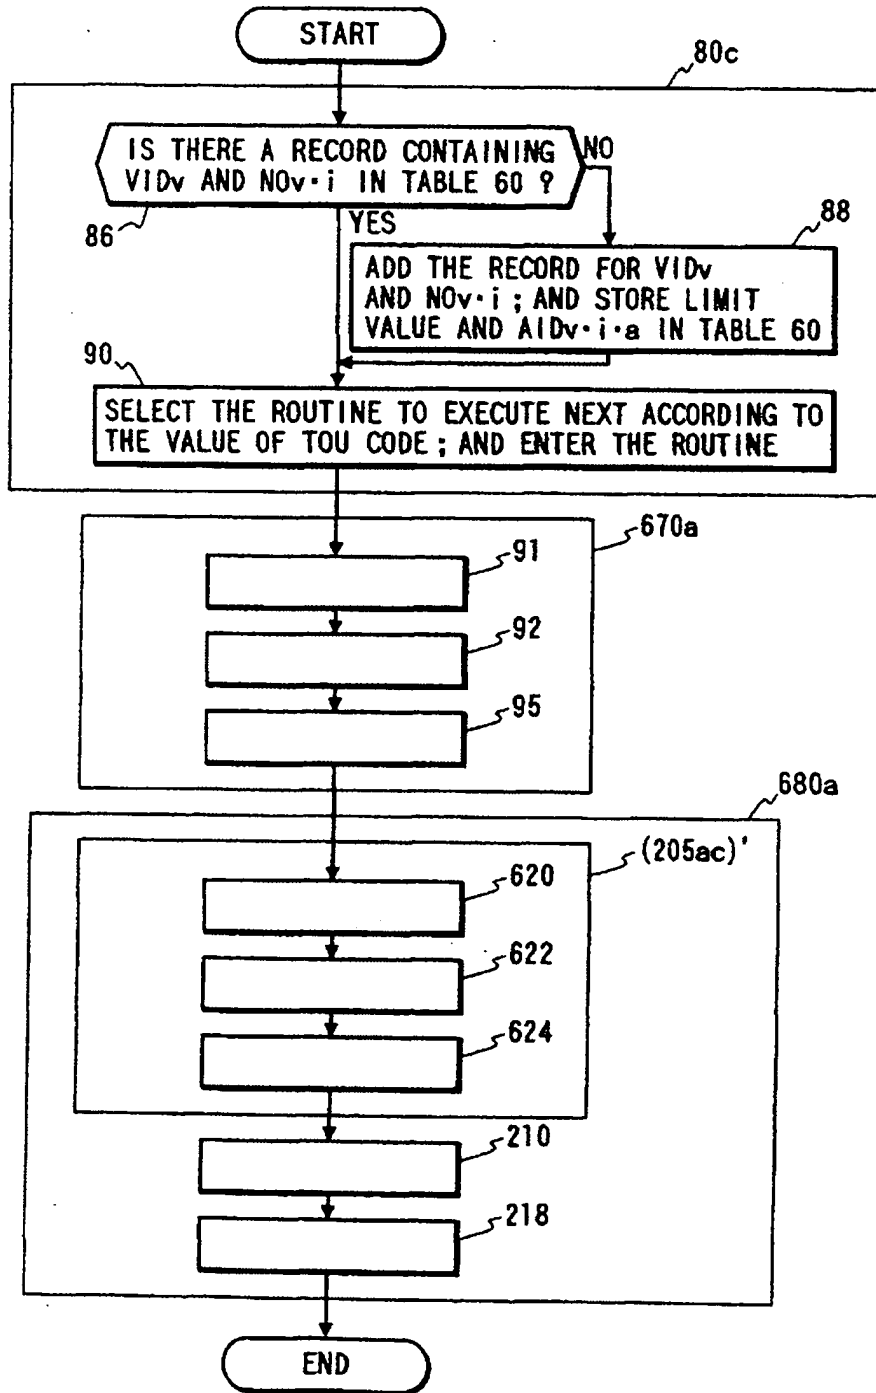 START
80c
IS THERE A RECORD CONTAINING
VIDv AND NOv·i IN TABLE 60 ?
NO
86
YES
88
ADD THE RECORD FOR VIDv
AND NOv·i ; AND STORE LIMIT
VALUE AND AIDv·i·a IN TABLE 60
90
SELECT THE ROUTINE TO EXECUTE NEXT ACCORDING TO
THE VALUE OF TOU CODE ; AND ENTER THE ROUTINE
670a
91
92
95
680a
(205ac)'
620
622
624
210
218
END